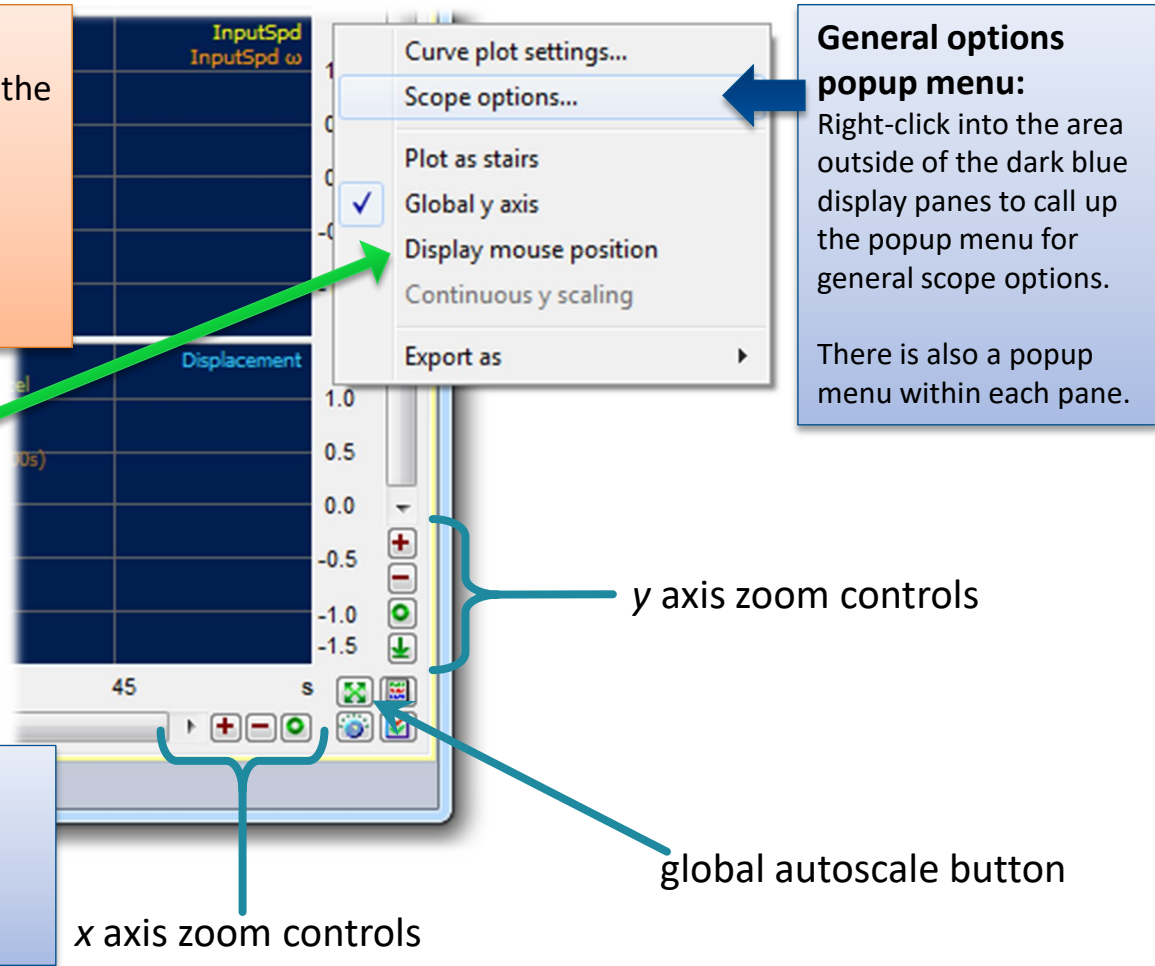 the
InputSpd
InputSpd ω
Curve plot settings...
Scope options...
Plot as stairs
Global y axis
Display mouse position
Continuous y scaling
Export as
General options
popup menu:
Right-click into the area
outside of the dark blue
display panes to call up
the popup menu for
general scope options.
There is also a popup
menu within each pane.
Displacement
1.0
0.5
0.0
-0.5
-1.0
-1.5
45
s
y axis zoom controls
global autoscale button
x axis zoom controls